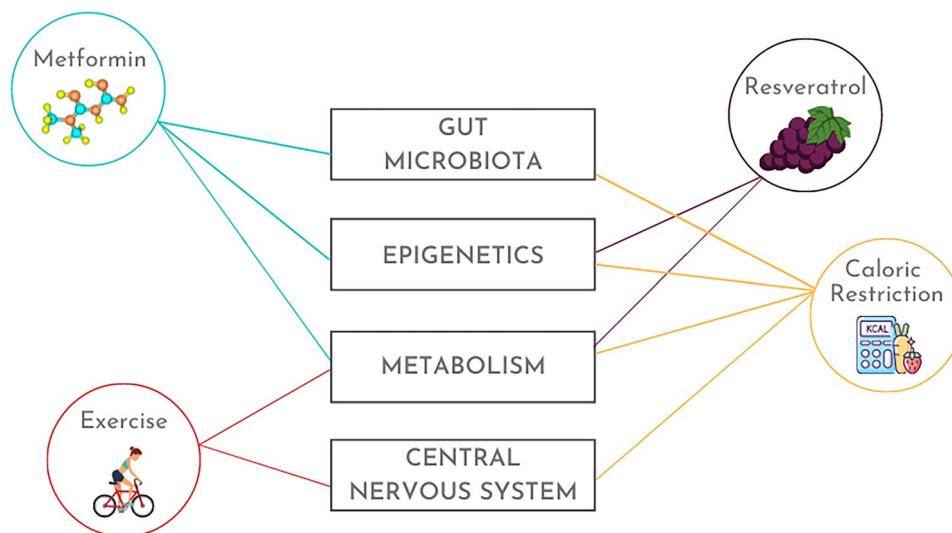 Metformin
Resveratrol
GUT
MICROBIOTA
EPIGENETICS
Caloric
Restriction
KCAL
METABOLISM
Exercise
CENTRAL
NERVOUS SYSTEM